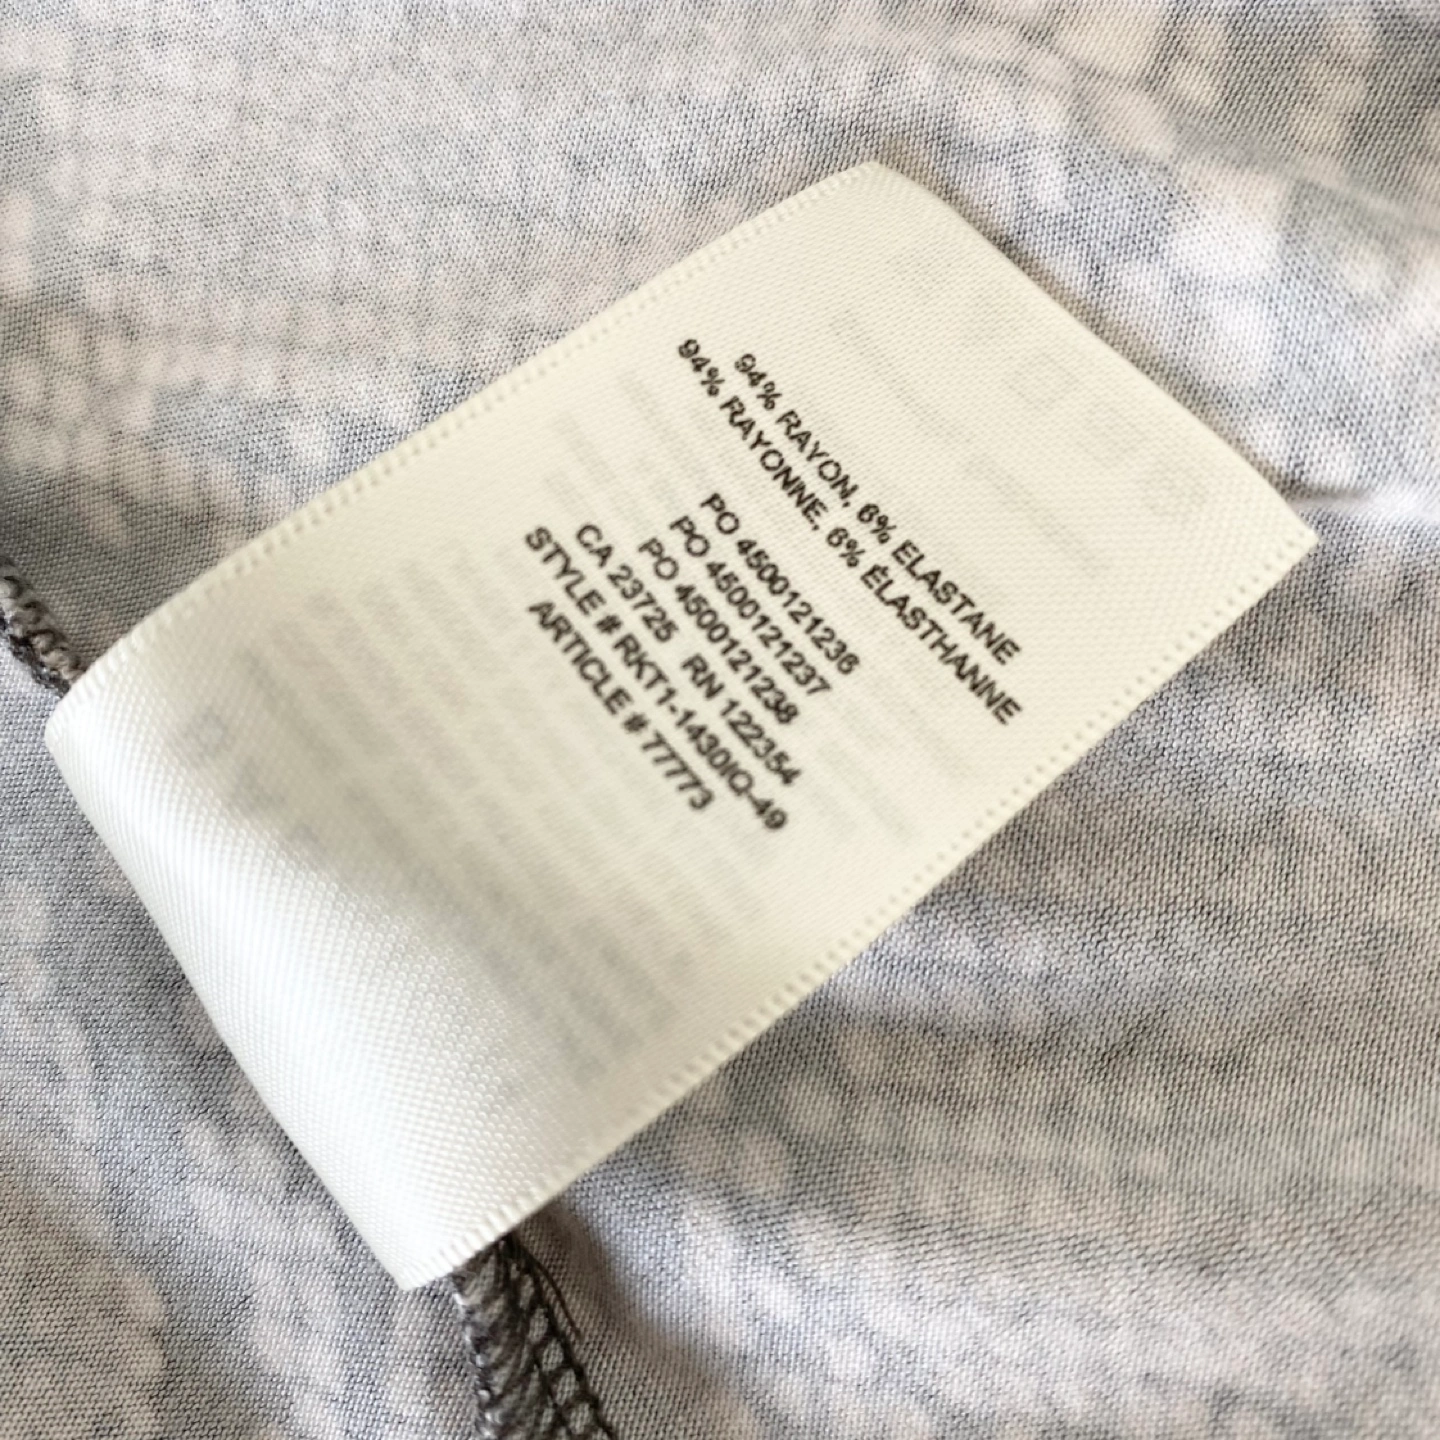 94% RAYON, 6% ELASTANE
94% RAYONNE, 6% ÉLASTHANNE
PO 4500121236
PO 4500121237
PO 4500121238
CA 23725 RN 122354
STYLE # RKT1-1430IQ-49
ARTICLE # 77773